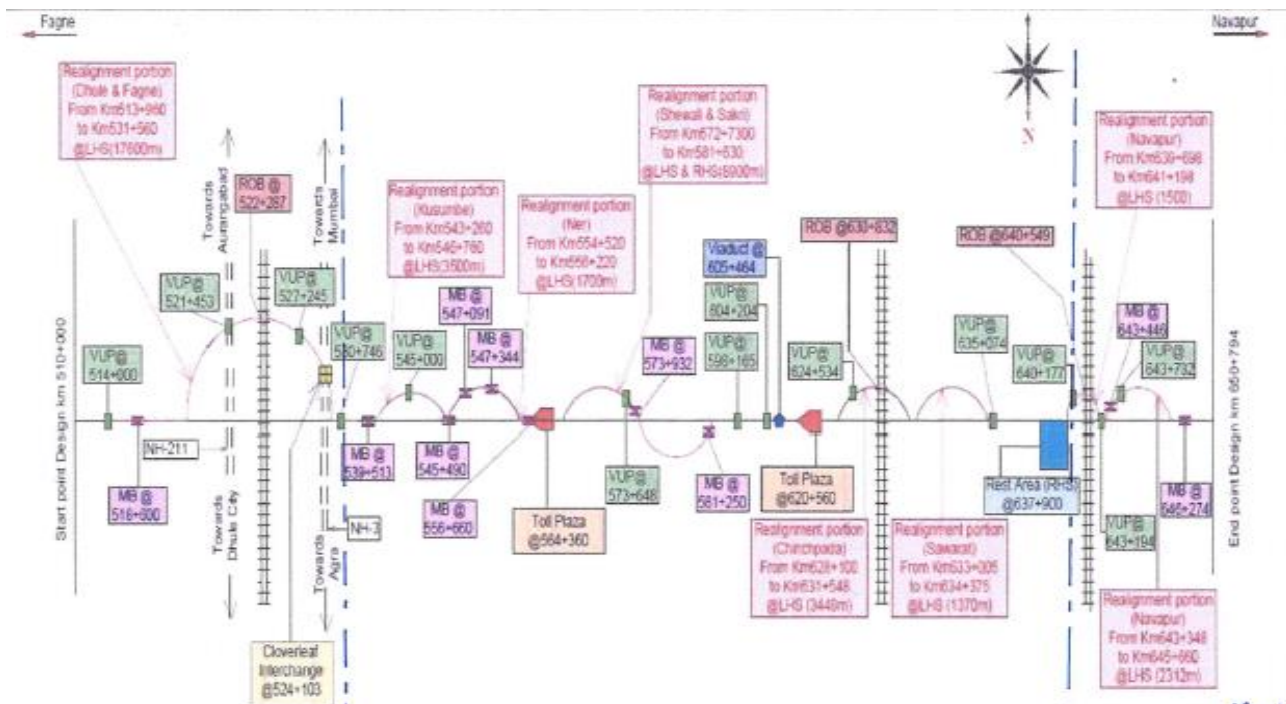 Fagne
Navapur
Realignment portion
(Dhule & Fagne)
From Km513+960
to Km531+560
@LHS(17600m)
Towards
Aurangabad
ROB @
522+287
Towards
Mumbai
Realignment portion
(Kusumbe)
From Km543+260
to Km546+760
@LHS(3500m)
Realignment portion
(Ner)
From Km554+520
to Km556+220
@LHS(1700m)
Realignment portion
(Shewali & Sakri)
From Km572+7300
to Km581+630
@LHS & RHS(8900m)
N
Realignment portion
(Navapur)
From Km639+698
to Km641+198
@LHS (1500)
ROB @630+832
ROB @640+549
Viaduct @
605+464
VUP@
521+453
VUP@
527+245
VUP@
514+000
VUP@
530+746
VUP@
545+000
MB @
547+091
MB @
547+344
MB @
573+932
VUP@
604+204
VUP@
598+165
VUP@
624+534
VUP@
635+074
VUP@
640+177
MB @
643+446
VUP@
643+732
Start point Design km 510+000
End point Design km 650+794
NH-211
MB @
516+600
Towards
Dhule City
Towards
Agra
NH-3
MB @
539+513
MB @
545+490
MB @
556+660
Toll Plaza
@564+360
VUP@
573+648
MB @
581+250
Toll Plaza
@620+560
Rest Area (RHS)
@637+900
VUP@
643+194
MB @
646+274
Realignment portion
(Chinchpada)
From Km628+100
to Km631+548
@LHS (3448m)
Realignment portion
(Sawarat)
From Km633+005
to Km634+375
@LHS (1370m)
Realignment portion
(Navapur)
From Km643+348
to Km645+660
@LHS (2312m)
Cloverleaf
Interchange
@524+103